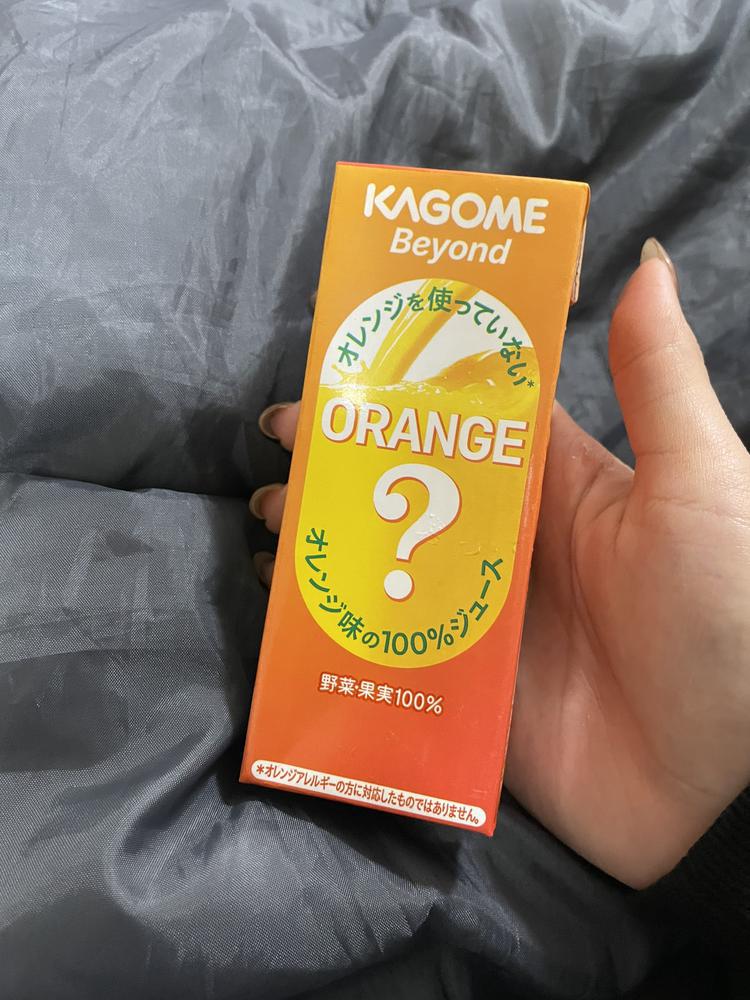 KAGOME
Beyond
オレンジを使っていない*
ORANGE
?
オレンジ味の100%ジュース
野菜・果実100%
*オレンジアレルギーの方に対応したものではありません。